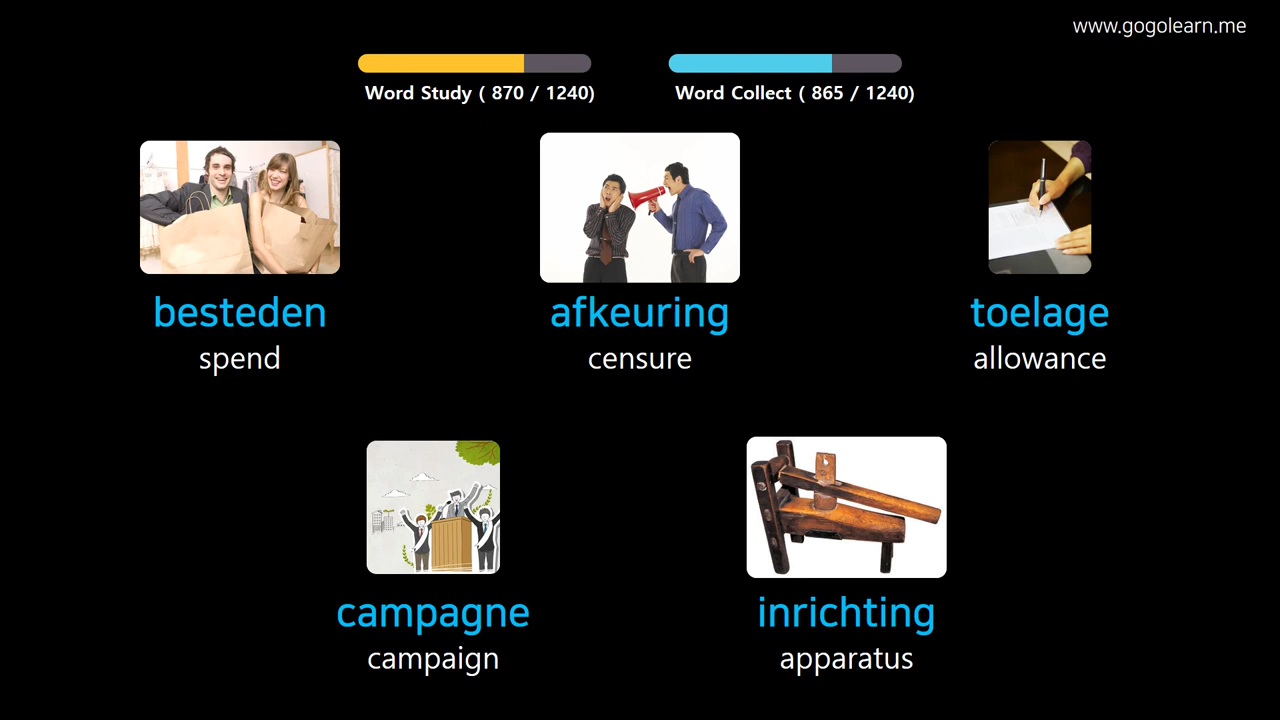 www.gogolearn.me
Word Study ( 870 / 1240)
Word Collect ( 865 / 1240)
besteden
spend
afkeuring
censure
toelage
allowance
campagne
campaign
inrichting
apparatus